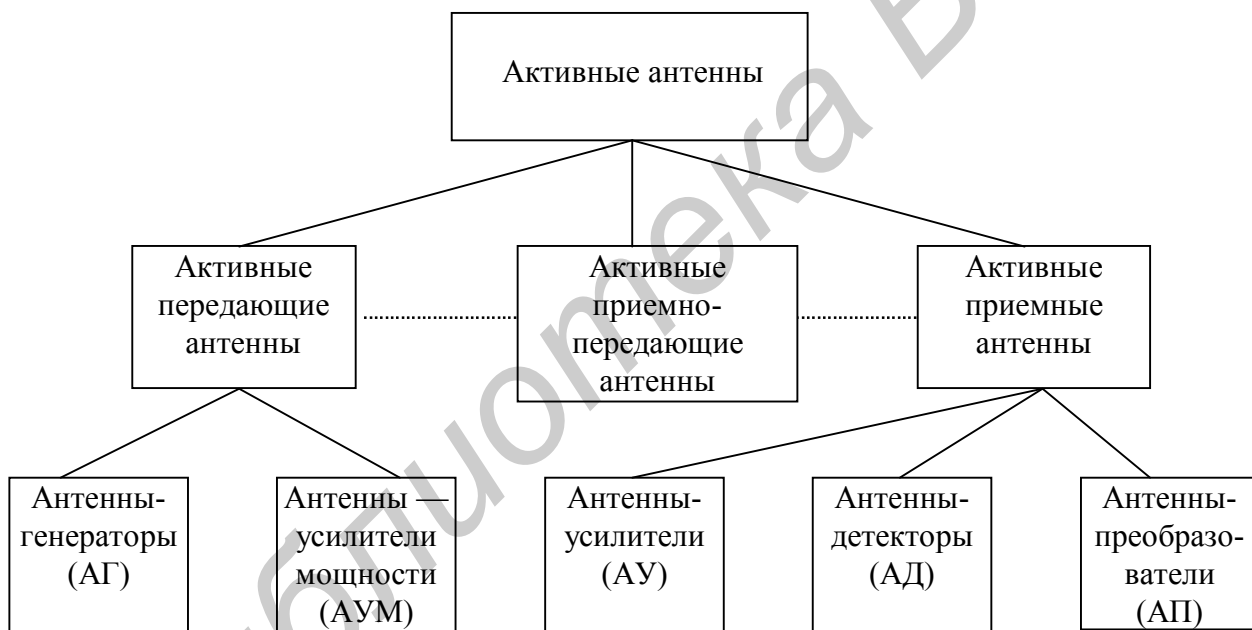 Активные антенны
Активные
передающие
антенны
Активные
приемно-
передающие
антенны
Активные
приемные
антенны
Антенны-
генераторы
(АГ)
Антенны —
усилители
мощности
(АУМ)
Антенны-
усилители
(АУ)
Антенны-
детекторы
(АД)
Антенны-
преобразо-
ватели
(АП)